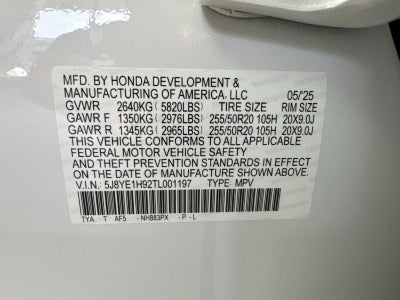 MFD. BY HONDA DEVELOPMENT &
MANUFACTURING OF AMERICA, LLC 05/'25
GVWR 2640KG (5820LBS) TIRE SIZE RIM SIZE
GAWR F 1350KG (2976LBS) 255/50R20 105H 20X9.0J
GAWR R 1345KG (2965LBS) 255/50R20 105H 20X9.0J
THIS VEHICLE CONFORMS TO ALL APPLICABLE
FEDERAL MOTOR VEHICLE SAFETY AND
THEFT PREVENTION STANDARDS IN EFFECT
ON THE DATE OF MANUFACTURE SHOWN ABOVE.
V.I.N.: 5J8YE1H92TL001197 TYPE: MPV
TYA T AF5 -NH883PX -P-L